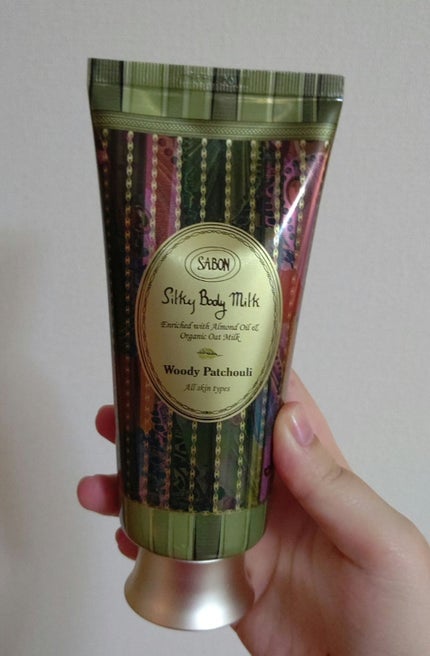 SABON
Silky Body Milk
Enriched with Almond Oil &
Organic Oat Milk
Woody Patchouli
All skin types